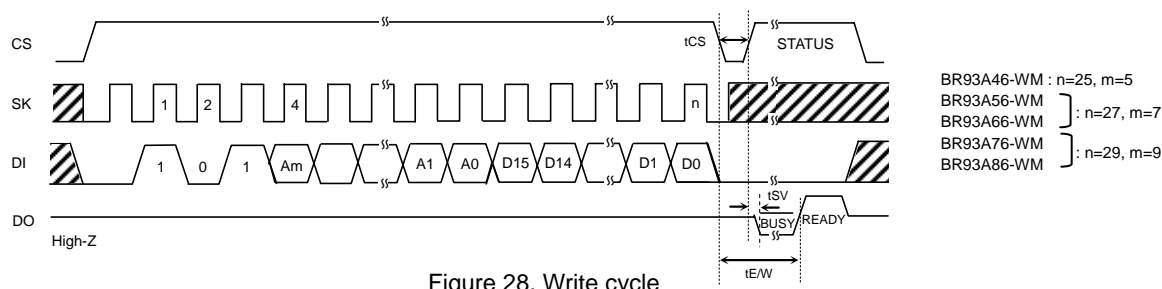 CS
tCS
STATUS
SK
1
2
4
n
DI
1
0
1
Am
A1
A0
D15
D14
D1
D0
DO
High-Z
tSV
BUSY
READY
tE/W
BR93A46-WM : n=25, m=5
BR93A56-WM
BR93A66-WM
: n=27, m=7
BR93A76-WM
BR93A86-WM
: n=29, m=9
Figure 28. Write cycle